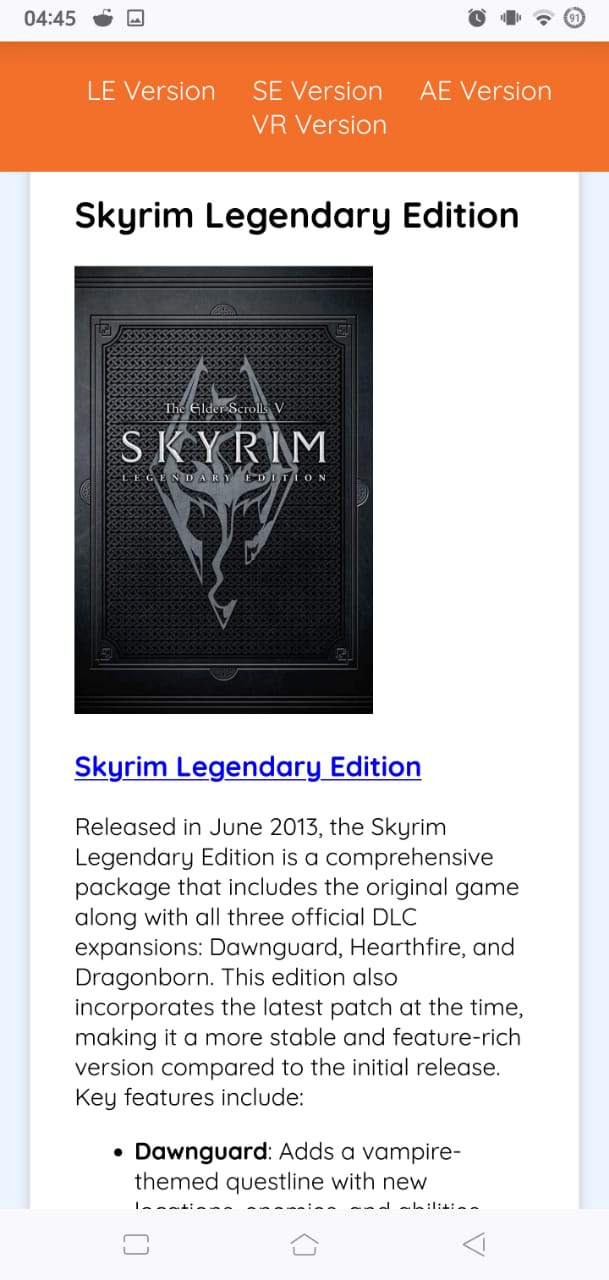 04:45
91
LE Version SE Version AE Version
VR Version
Skyrim Legendary Edition
The Elder Scrolls V
SKYRIM
LEGENDARY EDITION
Skyrim Legendary Edition
Released in June 2013, the Skyrim
Legendary Edition is a comprehensive
package that includes the original game
along with all three official DLC
expansions: Dawnguard, Hearthfire, and
Dragonborn. This edition also
incorporates the latest patch at the time,
making it a more stable and feature-rich
version compared to the initial release.
Key features include:
• Dawnguard: Adds a vampire-
themed questline with new
locations, enemies, and abilities